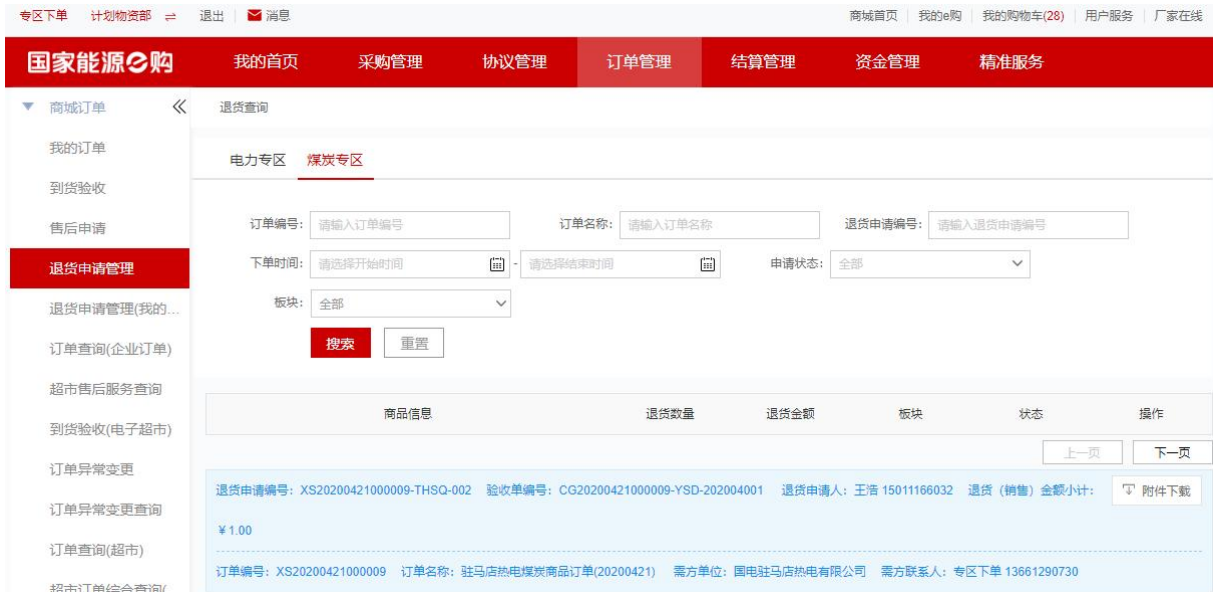 专区下单 计划物资部 退出 消息 商城首页 我的e购 我的购物车(28) 用户服务 厂家在线
国家能源e购 我的首页 采购管理 协议管理 订单管理 结算管理 资金管理 精准服务
商城订单 退货查询
我的订单
电力专区 煤炭专区
到货验收
售后申请
订单编号: 请输入订单编号 订单名称: 请输入订单名称 退货申请编号: 请输入退货申请编号
退货申请管理
下单时间: 请选择开始时间 - 请选择结束时间 申请状态: 全部
退货申请管理(我的...
板块: 全部
订单查询(企业订单)
搜索 重置
超市售后服务查询
商品信息 退货数量 退货金额 板块 状态 操作
到货验收(电子超市)
上一页 下一页
订单异常变更
退货申请编号: XS20200421000009-THSQ-002 验收单编号: CG20200421000009-YSD-202004001 退货申请人: 王浩 15011166032 退货（销售）金额小计: 附件下载
订单异常变更查询
¥1.00
订单查询(超市)
订单编号: XS20200421000009 订单名称: 驻马店热电煤炭商品订单(20200421) 需方单位: 国电驻马店热电有限公司 需方联系人: 专区下单 13661290730
超市订单综合查询(